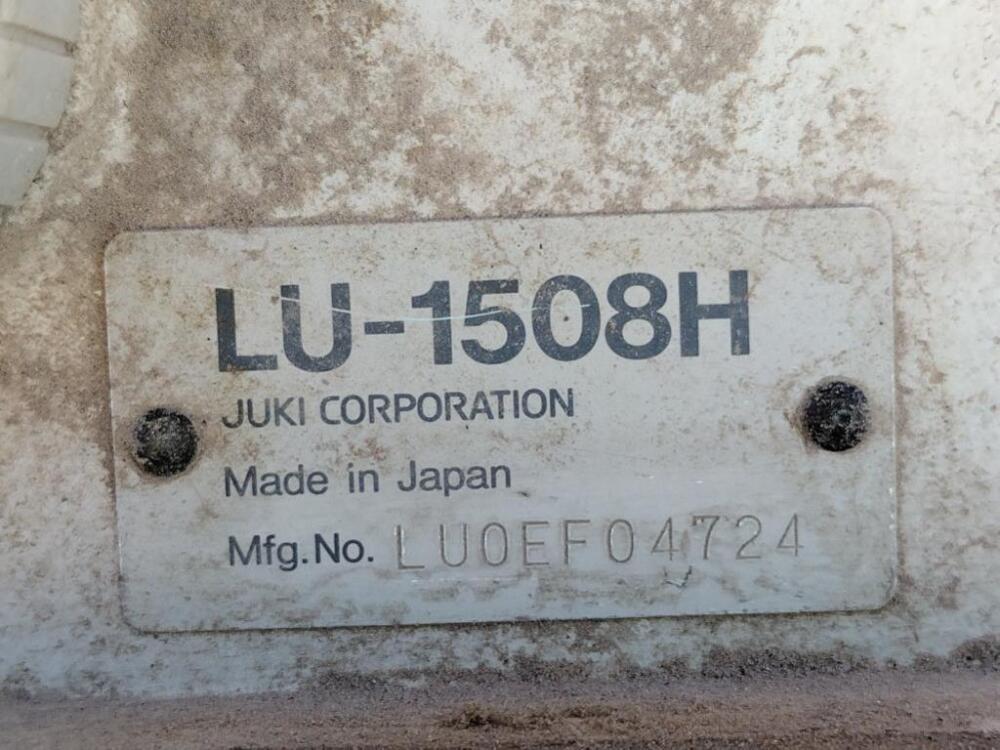 LU-1508H
JUKI CORPORATION
Made in Japan
Mfg.No. LU0EF04724